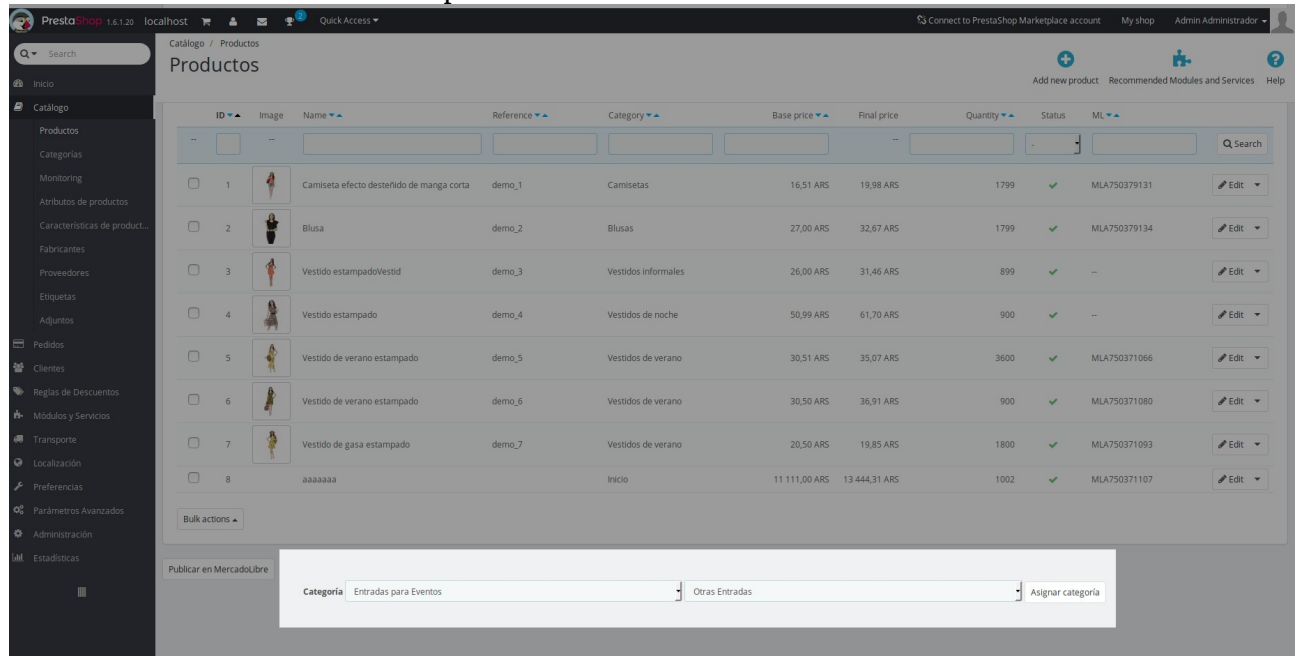 PrestaShop 1.6.1.20 localhost 2 Quick Access Connect to PrestaShop Marketplace account My shop Admin Administrador
Search
Inicio
Catálogo
Productos
Categorías
Monitoring
Atributos de productos
Características de product...
Fabricantes
Proveedores
Etiquetas
Adjuntos
Pedidos
Clientes
Reglas de Descuentos
Módulos y Servicios
Transporte
Localización
Preferencias
Parámetros Avanzados
Administración
Estadísticas
Catálogo / Productos
Productos
Add new product Recommended Modules and Services Help
ID Image Name Reference Category Base price Final price Quantity Status ML
-- -- -- - Search
1 Camiseta efecto desteñido de manga corta demo_1 Camisetas 16,51 ARS 19,98 ARS 1799 MLA750379131 Edit
2 Blusa demo_2 Blusas 27,00 ARS 32,67 ARS 1799 MLA750379134 Edit
3 Vestido estampadoVestid demo_3 Vestidos informales 26,00 ARS 31,46 ARS 899 -- Edit
4 Vestido estampado demo_4 Vestidos de noche 50,99 ARS 61,70 ARS 900 -- Edit
5 Vestido de verano estampado demo_5 Vestidos de verano 30,51 ARS 35,07 ARS 3600 MLA750371066 Edit
6 Vestido de verano estampado demo_6 Vestidos de verano 30,50 ARS 36,91 ARS 900 MLA750371080 Edit
7 Vestido de gasa estampado demo_7 Vestidos de verano 20,50 ARS 19,85 ARS 1800 MLA750371093 Edit
8 aaaaaaa Inicio 11 111,00 ARS 13 444,31 ARS 1002 MLA750371107 Edit
Bulk actions
Publicar en MercadoLibre
Categoría Entradas para Eventos Otras Entradas Asignar categoría